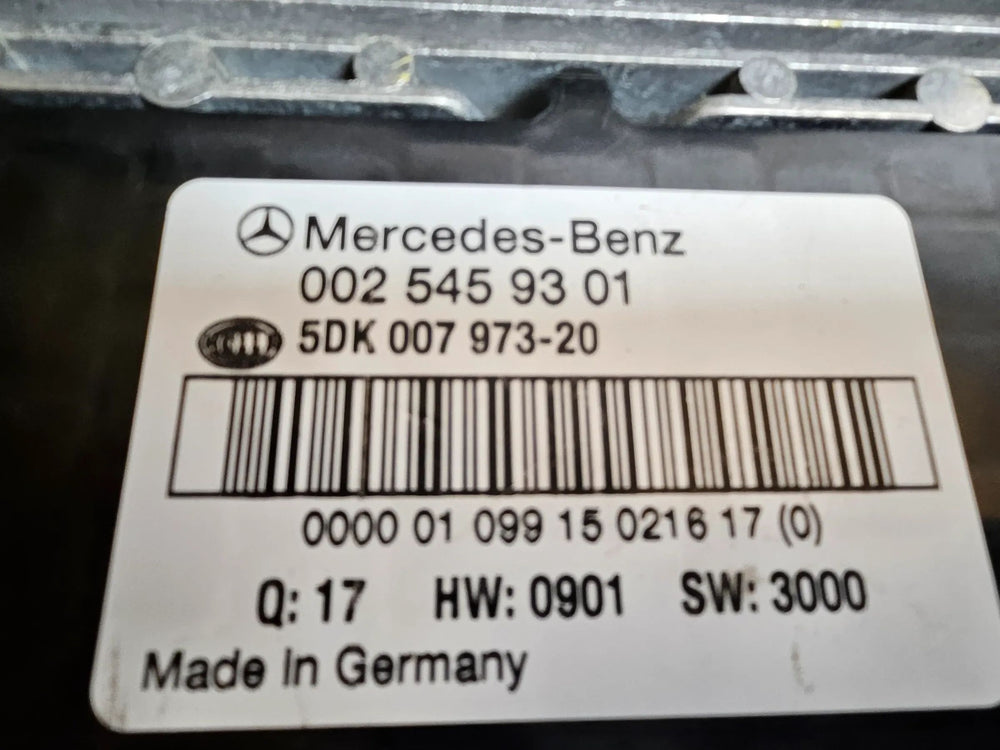 Mercedes-Benz
002 545 93 01
5DK 007 973-20
0000 01 099 15 0216 17 (0)
Q: 17 HW: 0901 SW: 3000
Made in Germany